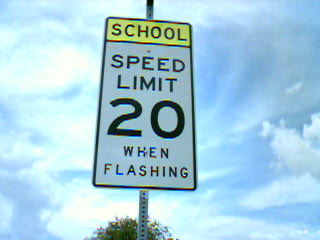 SCHOOL
SPEED
LIMIT
20
WHEN
FLASHING